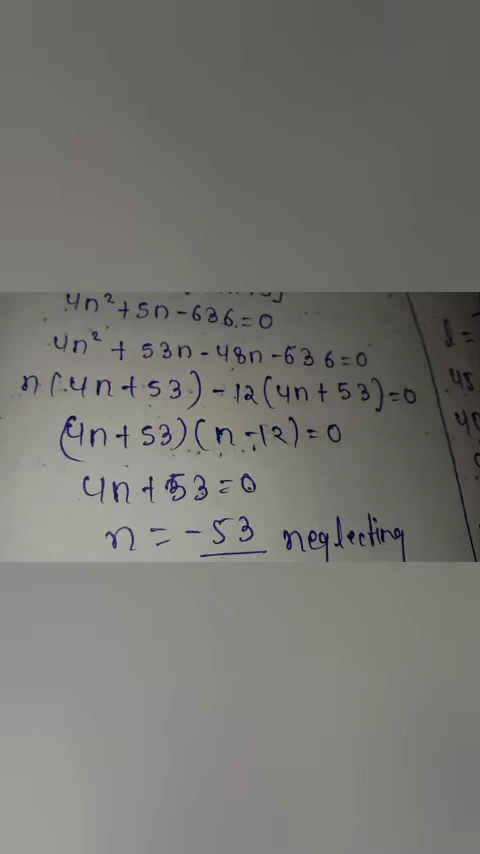 4n² + 5n - 636 = 0
4n² + 53n - 48n - 636 = 0
n(4n + 53) - 12(4n + 53) = 0
(4n + 53)(n - 12) = 0
4n + 53 = 0
n = -53 neglecting
l =
45